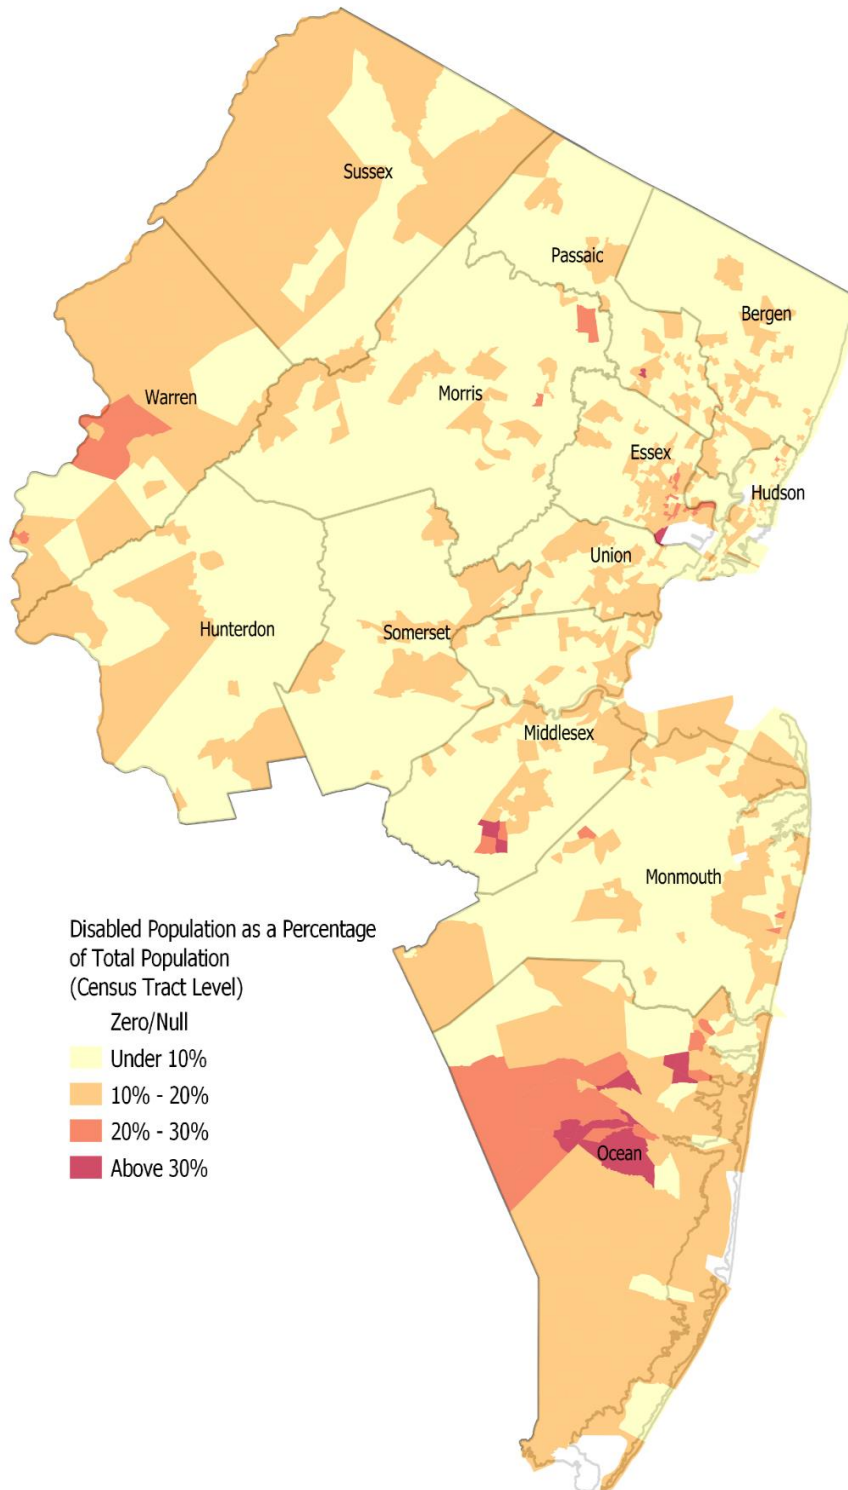 Sussex
Passaic
Bergen
Warren
Morris
Essex
Hudson
Union
Hunterdon
Somerset
Middlesex
Monmouth
Disabled Population as a Percentage
of Total Population
(Census Tract Level)
Zero/Null
Under 10%
10% - 20%
20% - 30%
Above 30%
Ocean